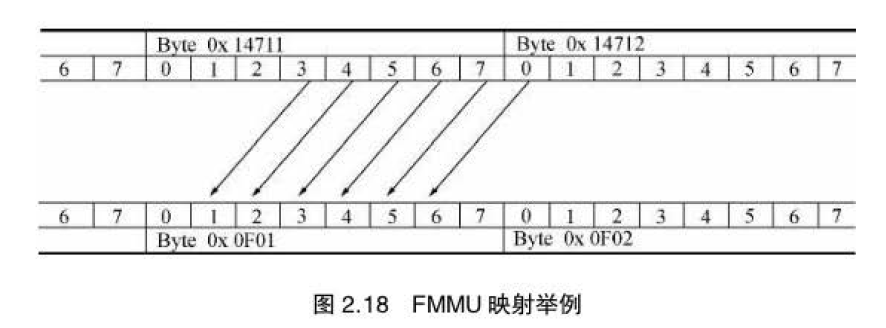 Byte 0x 14711 Byte 0x 14712
6 7 0 1 2 3 4 5 6 7 0 1 2 3 4 5 6 7
6 7 0 1 2 3 4 5 6 7 0 1 2 3 4 5 6 7
Byte 0x 0F01 Byte 0x 0F02
图 2.18 FMMU 映射举例